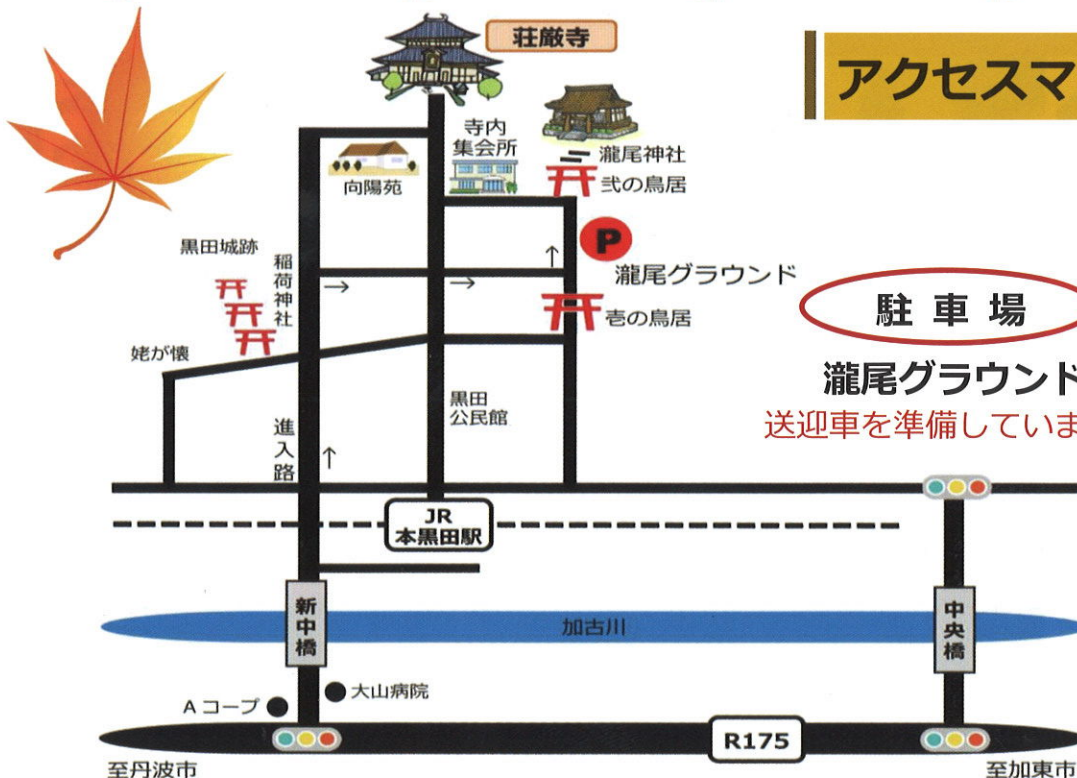 荘厳寺
アクセスマ
寺内
集会所
瀧尾神社
弐の鳥居
向陽苑
P
瀧尾グラウンド
黒田城跡
稲荷神社
↑
→
→
壱の鳥居
駐車場
姥が懐
瀧尾グラウンド
黒田
公民館
送迎車を準備していま
進入路
↑
JR
本黒田駅
新中橋
加古川
中央橋
Aコープ
大山病院
R175
至丹波市
至加東市